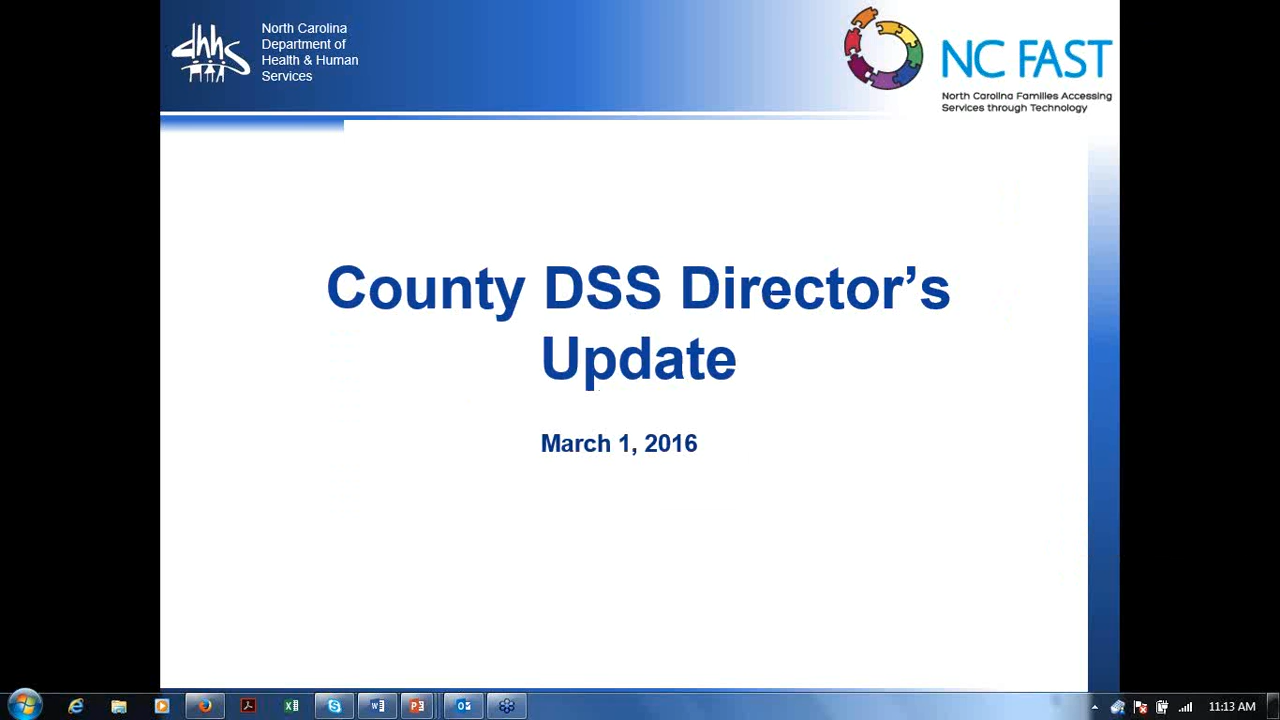 dhhs
North Carolina
Department of
Health & Human
Services
NC FAST
North Carolina Families Accessing
Services through Technology
County DSS Director’s
Update
March 1, 2016
11:13 AM